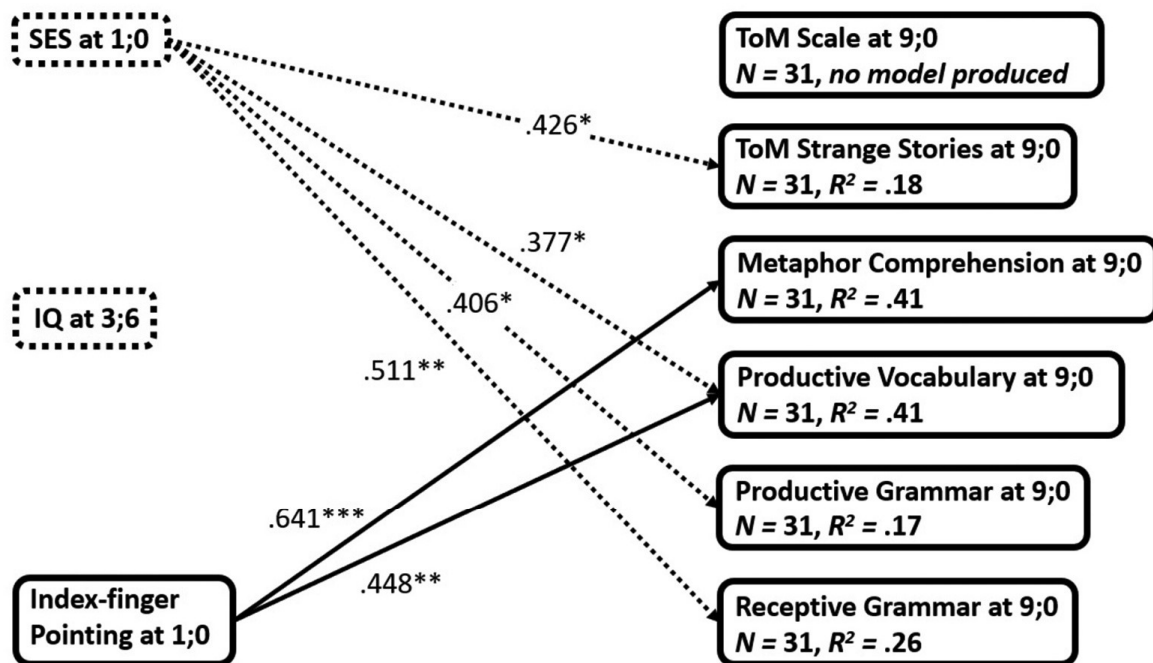 SES at 1;0
ToM Scale at 9;0
N = 31, no model produced
.426*
ToM Strange Stories at 9;0
N = 31, R² = .18
.377*
Metaphor Comprehension at 9;0
N = 31, R² = .41
IQ at 3;6
.406*
.511**
Productive Vocabulary at 9;0
N = 31, R² = .41
Productive Grammar at 9;0
N = 31, R² = .17
.641***
.448**
Index-finger
Pointing at 1;0
Receptive Grammar at 9;0
N = 31, R² = .26